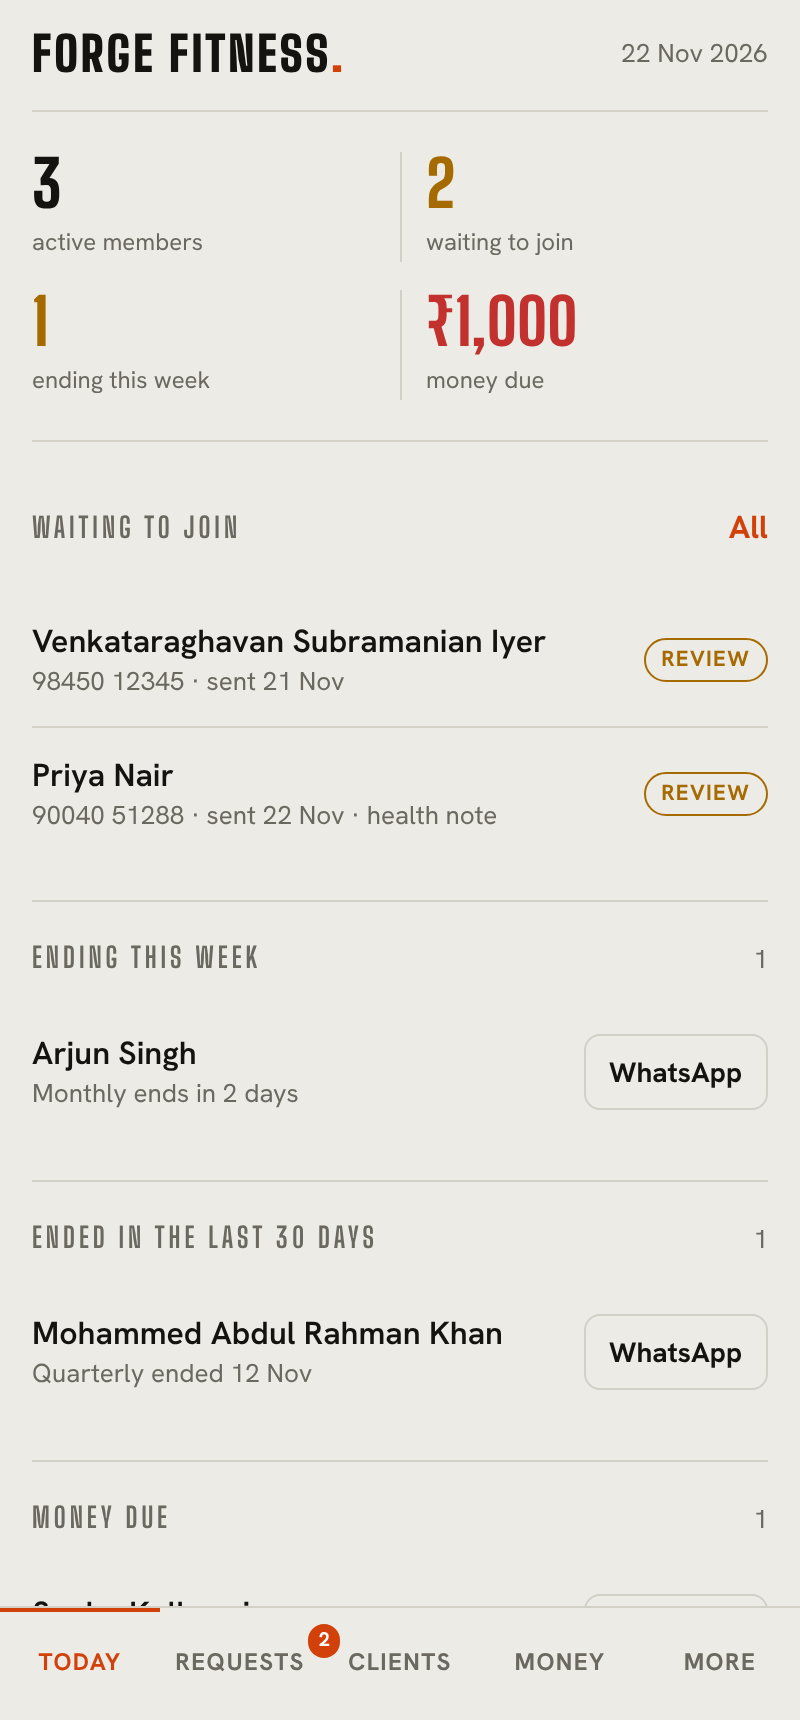 FORGE FITNESS.
22 Nov 2026
3
active members
2
waiting to join
1
ending this week
₹1,000
money due
WAITING TO JOIN
All
Venkataraghavan Subramanian Iyer
98450 12345 · sent 21 Nov
REVIEW
Priya Nair
90040 51288 · sent 22 Nov · health note
REVIEW
ENDING THIS WEEK
1
Arjun Singh
Monthly ends in 2 days
WhatsApp
ENDED IN THE LAST 30 DAYS
1
Mohammed Abdul Rahman Khan
Quarterly ended 12 Nov
WhatsApp
MONEY DUE
1
TODAY
REQUESTS
2
CLIENTS
MONEY
MORE